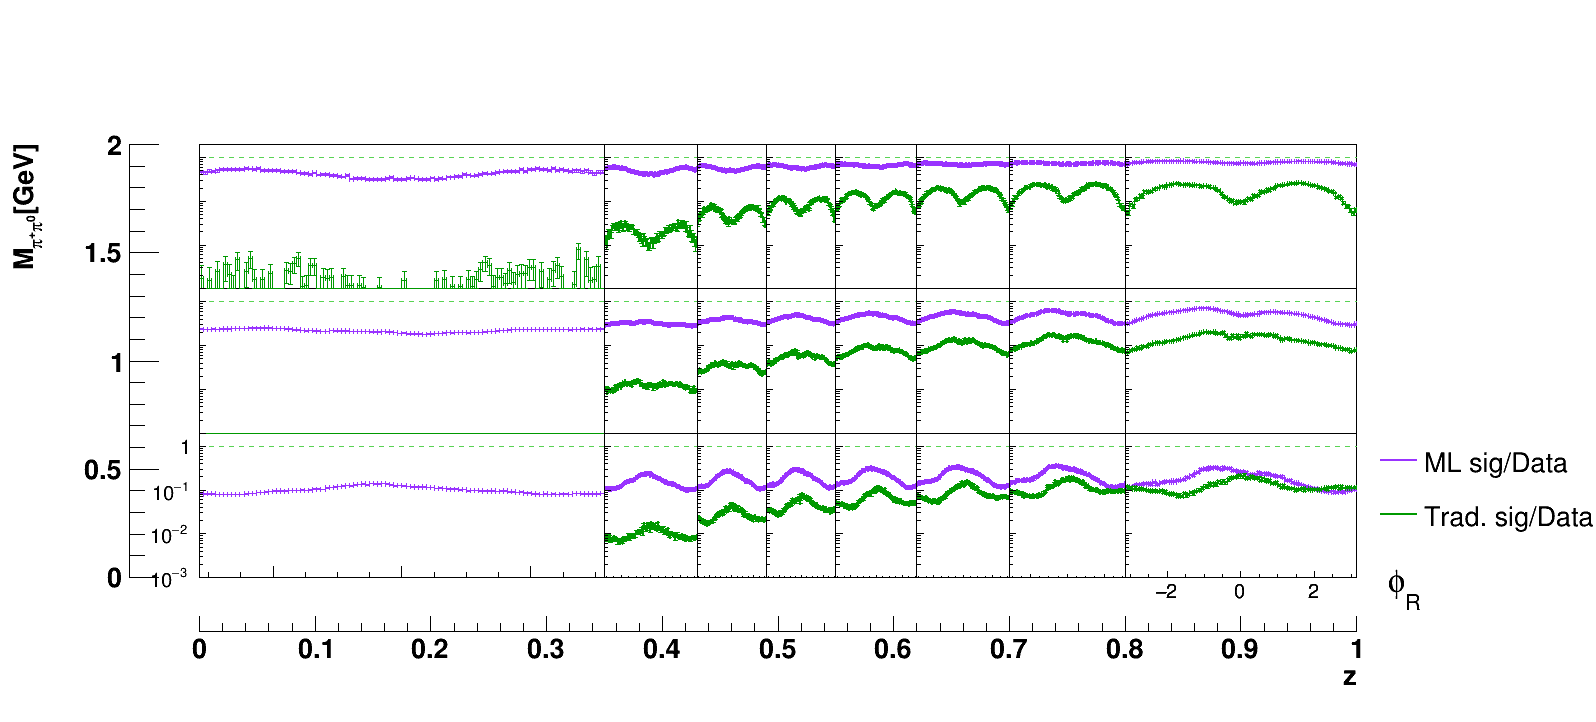 M_{π⁺π⁰} [GeV]
2
1.5
1
0.5
0
1
10⁻¹
10⁻²
10⁻³
ML sig/Data
Trad. sig/Data
−2 0 2
ϕ_R
0 0.1 0.2 0.3 0.4 0.5 0.6 0.7 0.8 0.9 1
z